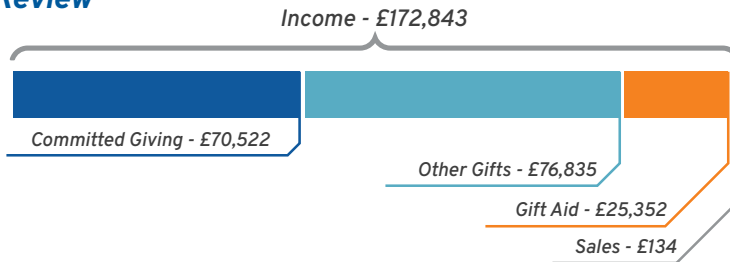 Review
Income - £172,843
Committed Giving - £70,522
Other Gifts - £76,835
Gift Aid - £25,352
Sales - £134